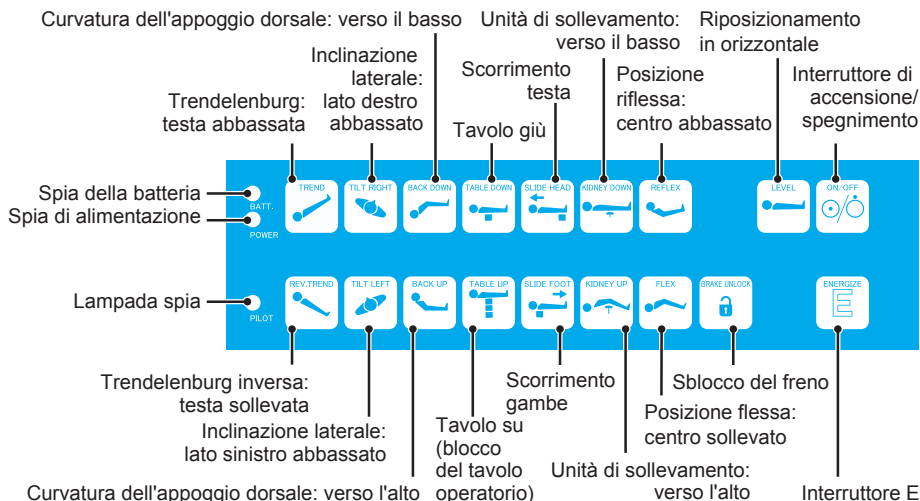 Curvatura dell'appoggio dorsale: verso il basso
Inclinazione
laterale:
lato destro
abbassato
Trendelenburg:
testa abbassata
Tavolo giù
Scorrimento
testa
Unità di sollevamento:
verso il basso
Posizione
riflessa:
centro abbassato
Riposizionamento
in orizzontale
Interruttore di
accensione/
spegnimento
Spia della batteria
Spia di alimentazione
BATT.
POWER
TREND
TILT RIGHT
BACK DOWN
TABLE DOWN
SLIDE HEAD
KIDNEY DOWN
REFLEX
LEVEL
ON/OFF
Lampada spia
PILOT
REV.TREND
TILT LEFT
BACK UP
TABLE UP
SLIDE FOOT
KIDNEY UP
FLEX
BRAKE UNLOCK
ENERGIZE
E
Trendelenburg inversa:
testa sollevata
Inclinazione laterale:
lato sinistro abbassato
Curvatura dell'appoggio dorsale: verso l'alto
Tavolo su
(blocco
del tavolo
operatorio)
Scorrimento
gambe
Unità di sollevamento:
verso l'alto
Posizione flessa:
centro sollevato
Sblocco del freno
Interruttore E